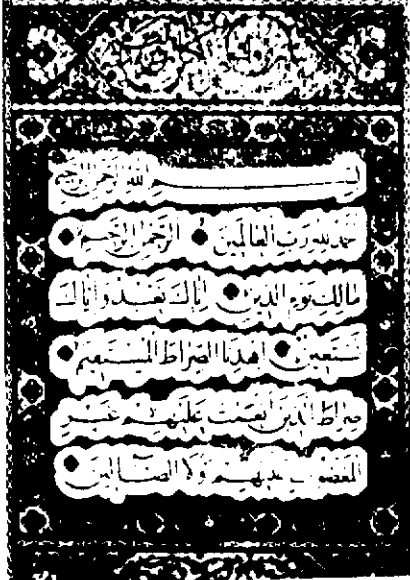 بسم الله الرحمن الرحيم
الحمد لله رب العالمين الرحمن الرحيم
مالك يوم الدين إياك نعبد وإياك
نستعين اهدنا الصراط المستقيم
صراط الذين أنعمت عليهم غير
المغضوب عليهم ولا الضالين